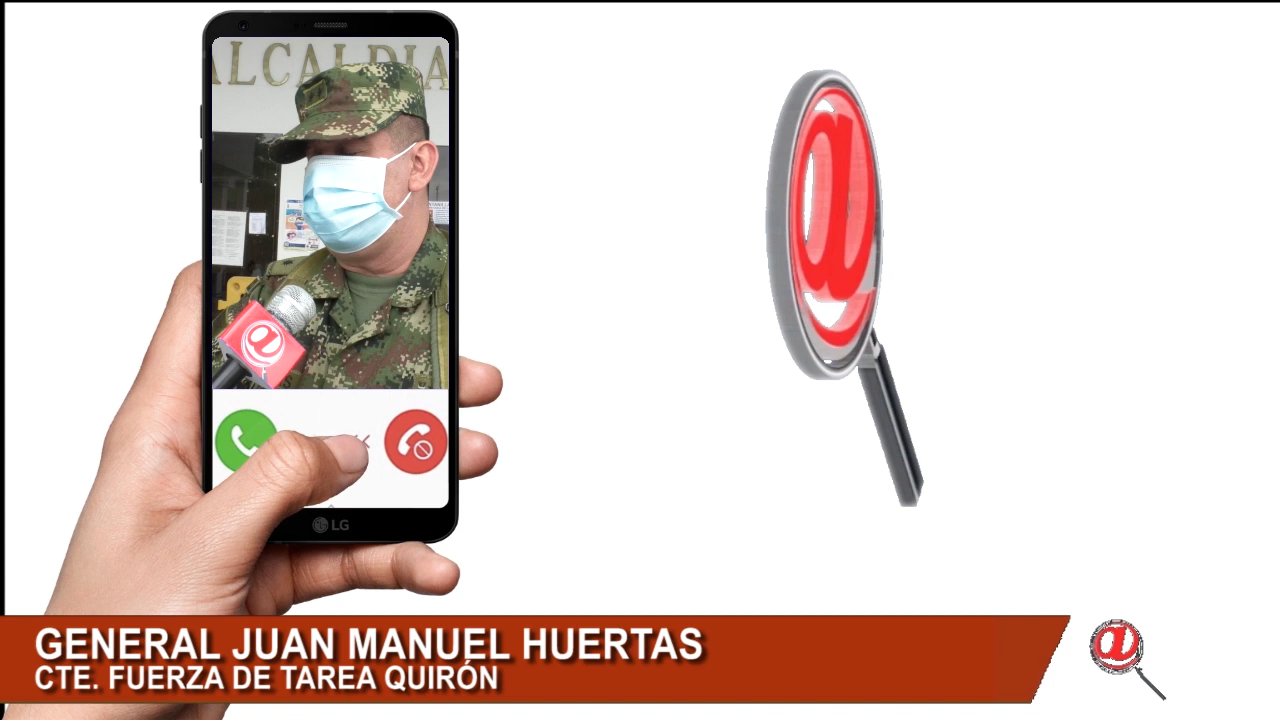 ALCALDIA
LG
GENERAL JUAN MANUEL HUERTAS
CTE. FUERZA DE TAREA QUIRÓN